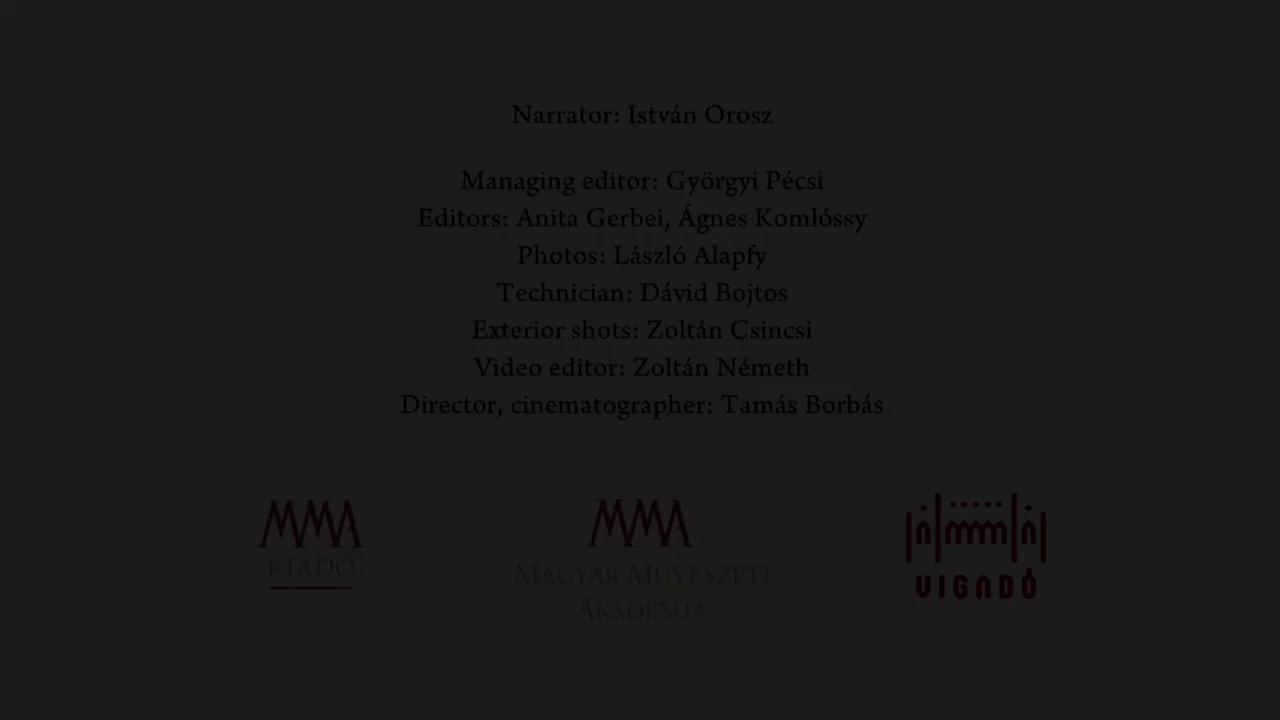 Narrator: István Orosz
Managing editor: Györgyi Pécsi
Editors: Anita Gerbei, Ágnes Komlóssy
Photos: László Alapfy
Technician: Dávid Bojtos
Exterior shots: Zoltán Csincsi
Video editor: Zoltán Németh
Director, cinematographer: Tamás Borbás
MMA
KIADÓ
MMA
MAGYAR MŰVÉSZETI
AKADÉMIA
VIGADÓ